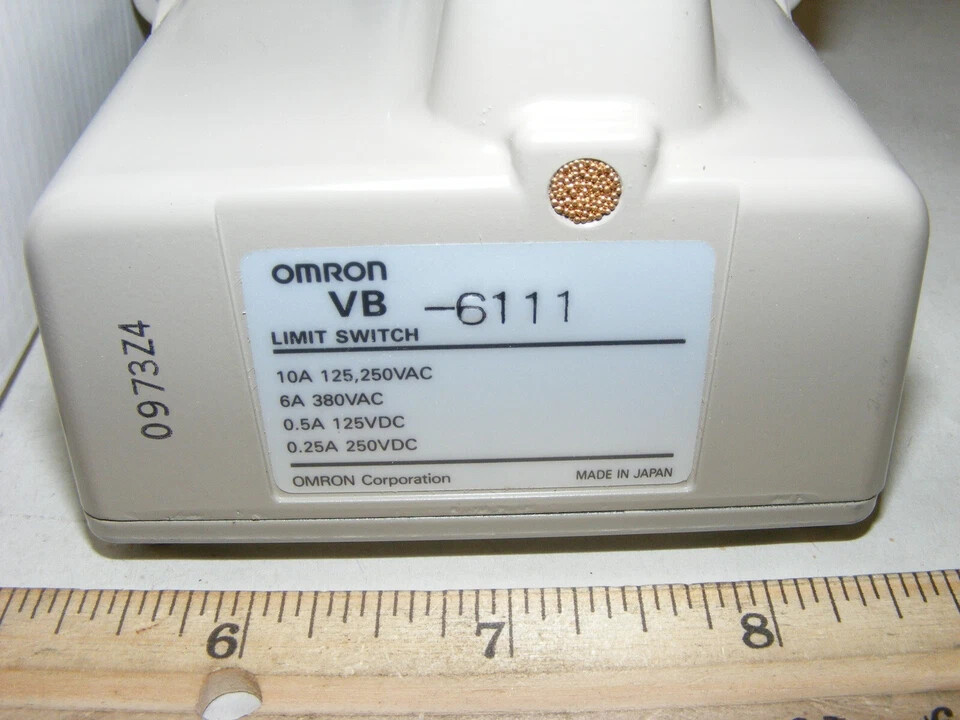 OMRON
VB -6111
LIMIT SWITCH
10A 125,250VAC
6A 380VAC
0.5A 125VDC
0.25A 250VDC
OMRON Corporation MADE IN JAPAN
0973Z4
6 7 8